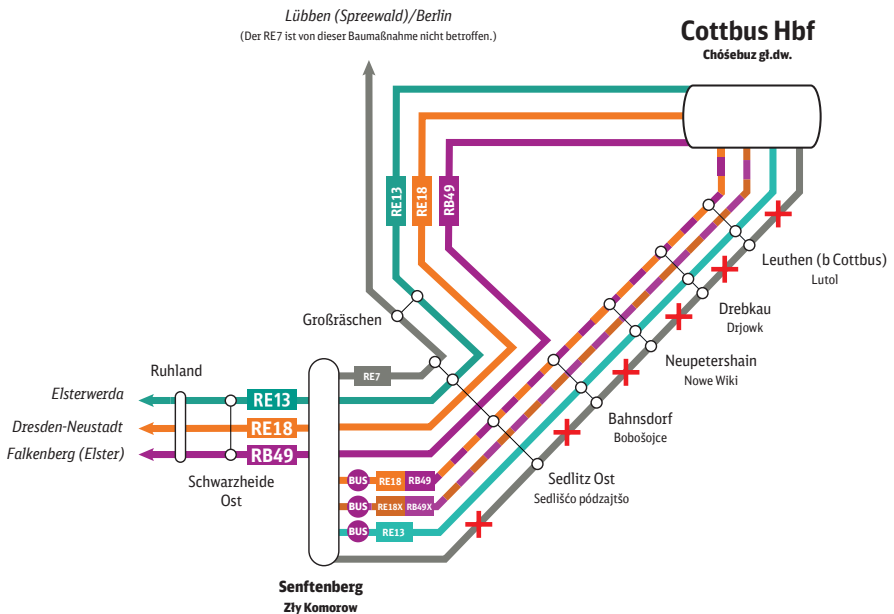 Lübben (Spreewald)/Berlin
(Der RE7 ist von dieser Baumaßnahme nicht betroffen.)
Cottbus Hbf
Chóśebuz gł.dw.
RE13
RE18
RB49
Leuthen (b Cottbus)
Lutol
Drebkau
Drjowk
Großräschen
Neupetershain
Nowe Wiki
Ruhland
RE7
Elsterwerda
RE13
Bahnsdorf
Bobošojce
Dresden-Neustadt
RE18
Falkenberg (Elster)
RB49
Schwarzheide
Ost
Sedlitz Ost
Sedlišćo pódzajtšo
BUS RE18 RB49
BUS RE18X RB49X
BUS RE13
Senftenberg
Zły Komorow